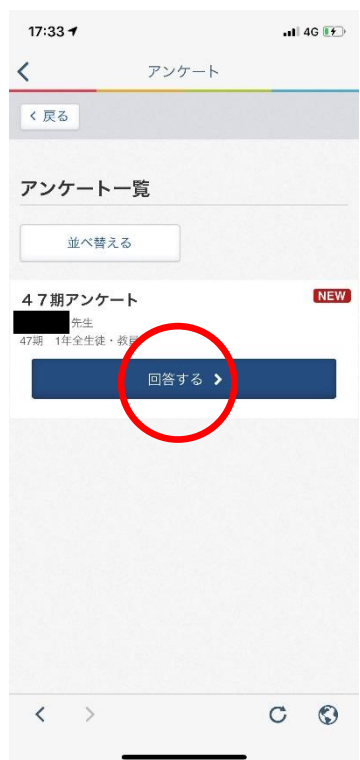 17:33
4G
アンケート
戻る
アンケート一覧
並べ替える
４７期アンケート
NEW
先生
47期 1年全生徒・教員
回答する